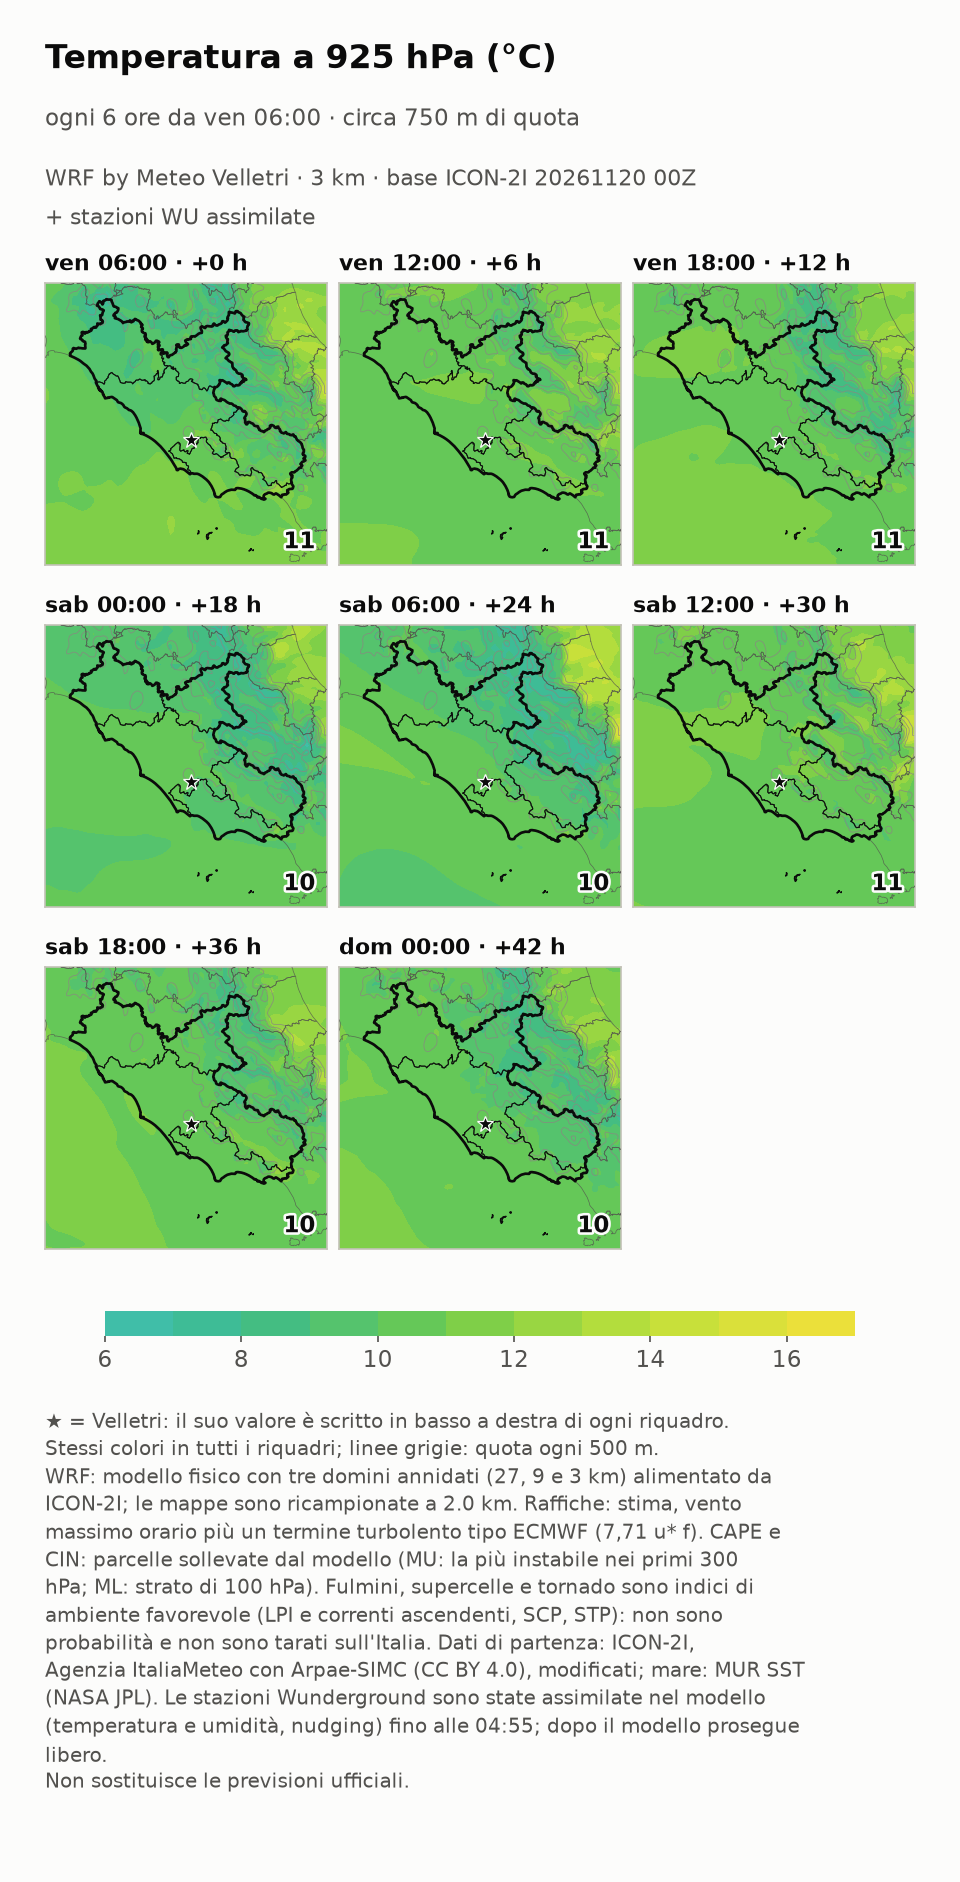 Temperatura a 925 hPa (°C)
ogni 6 ore da ven 06:00 · circa 750 m di quota
WRF by Meteo Velletri · 3 km · base ICON-2I 20261120 00Z
+ stazioni WU assimilate
ven 06:00 · +0 h
ven 12:00 · +6 h
ven 18:00 · +12 h
11
11
11
sab 00:00 · +18 h
sab 06:00 · +24 h
sab 12:00 · +30 h
10
10
11
sab 18:00 · +36 h
dom 00:00 · +42 h
10
10
6 8 10 12 14 16
★ = Velletri: il suo valore è scritto in basso a destra di ogni riquadro.
Stessi colori in tutti i riquadri; linee grigie: quota ogni 500 m.
WRF: modello fisico con tre domini annidati (27, 9 e 3 km) alimentato da
ICON-2I; le mappe sono ricampionate a 2.0 km. Raffiche: stima, vento
massimo orario più un termine turbolento tipo ECMWF (7,71 u* f). CAPE e
CIN: parcelle sollevate dal modello (MU: la più instabile nei primi 300
hPa; ML: strato di 100 hPa). Fulmini, supercelle e tornado sono indici di
ambiente favorevole (LPI e correnti ascendenti, SCP, STP): non sono
probabilità e non sono tarati sull'Italia. Dati di partenza: ICON-2I,
Agenzia ItaliaMeteo con Arpae-SIMC (CC BY 4.0), modificati; mare: MUR SST
(NASA JPL). Le stazioni Wunderground sono state assimilate nel modello
(temperatura e umidità, nudging) fino alle 04:55; dopo il modello prosegue
libero.
Non sostituisce le previsioni ufficiali.